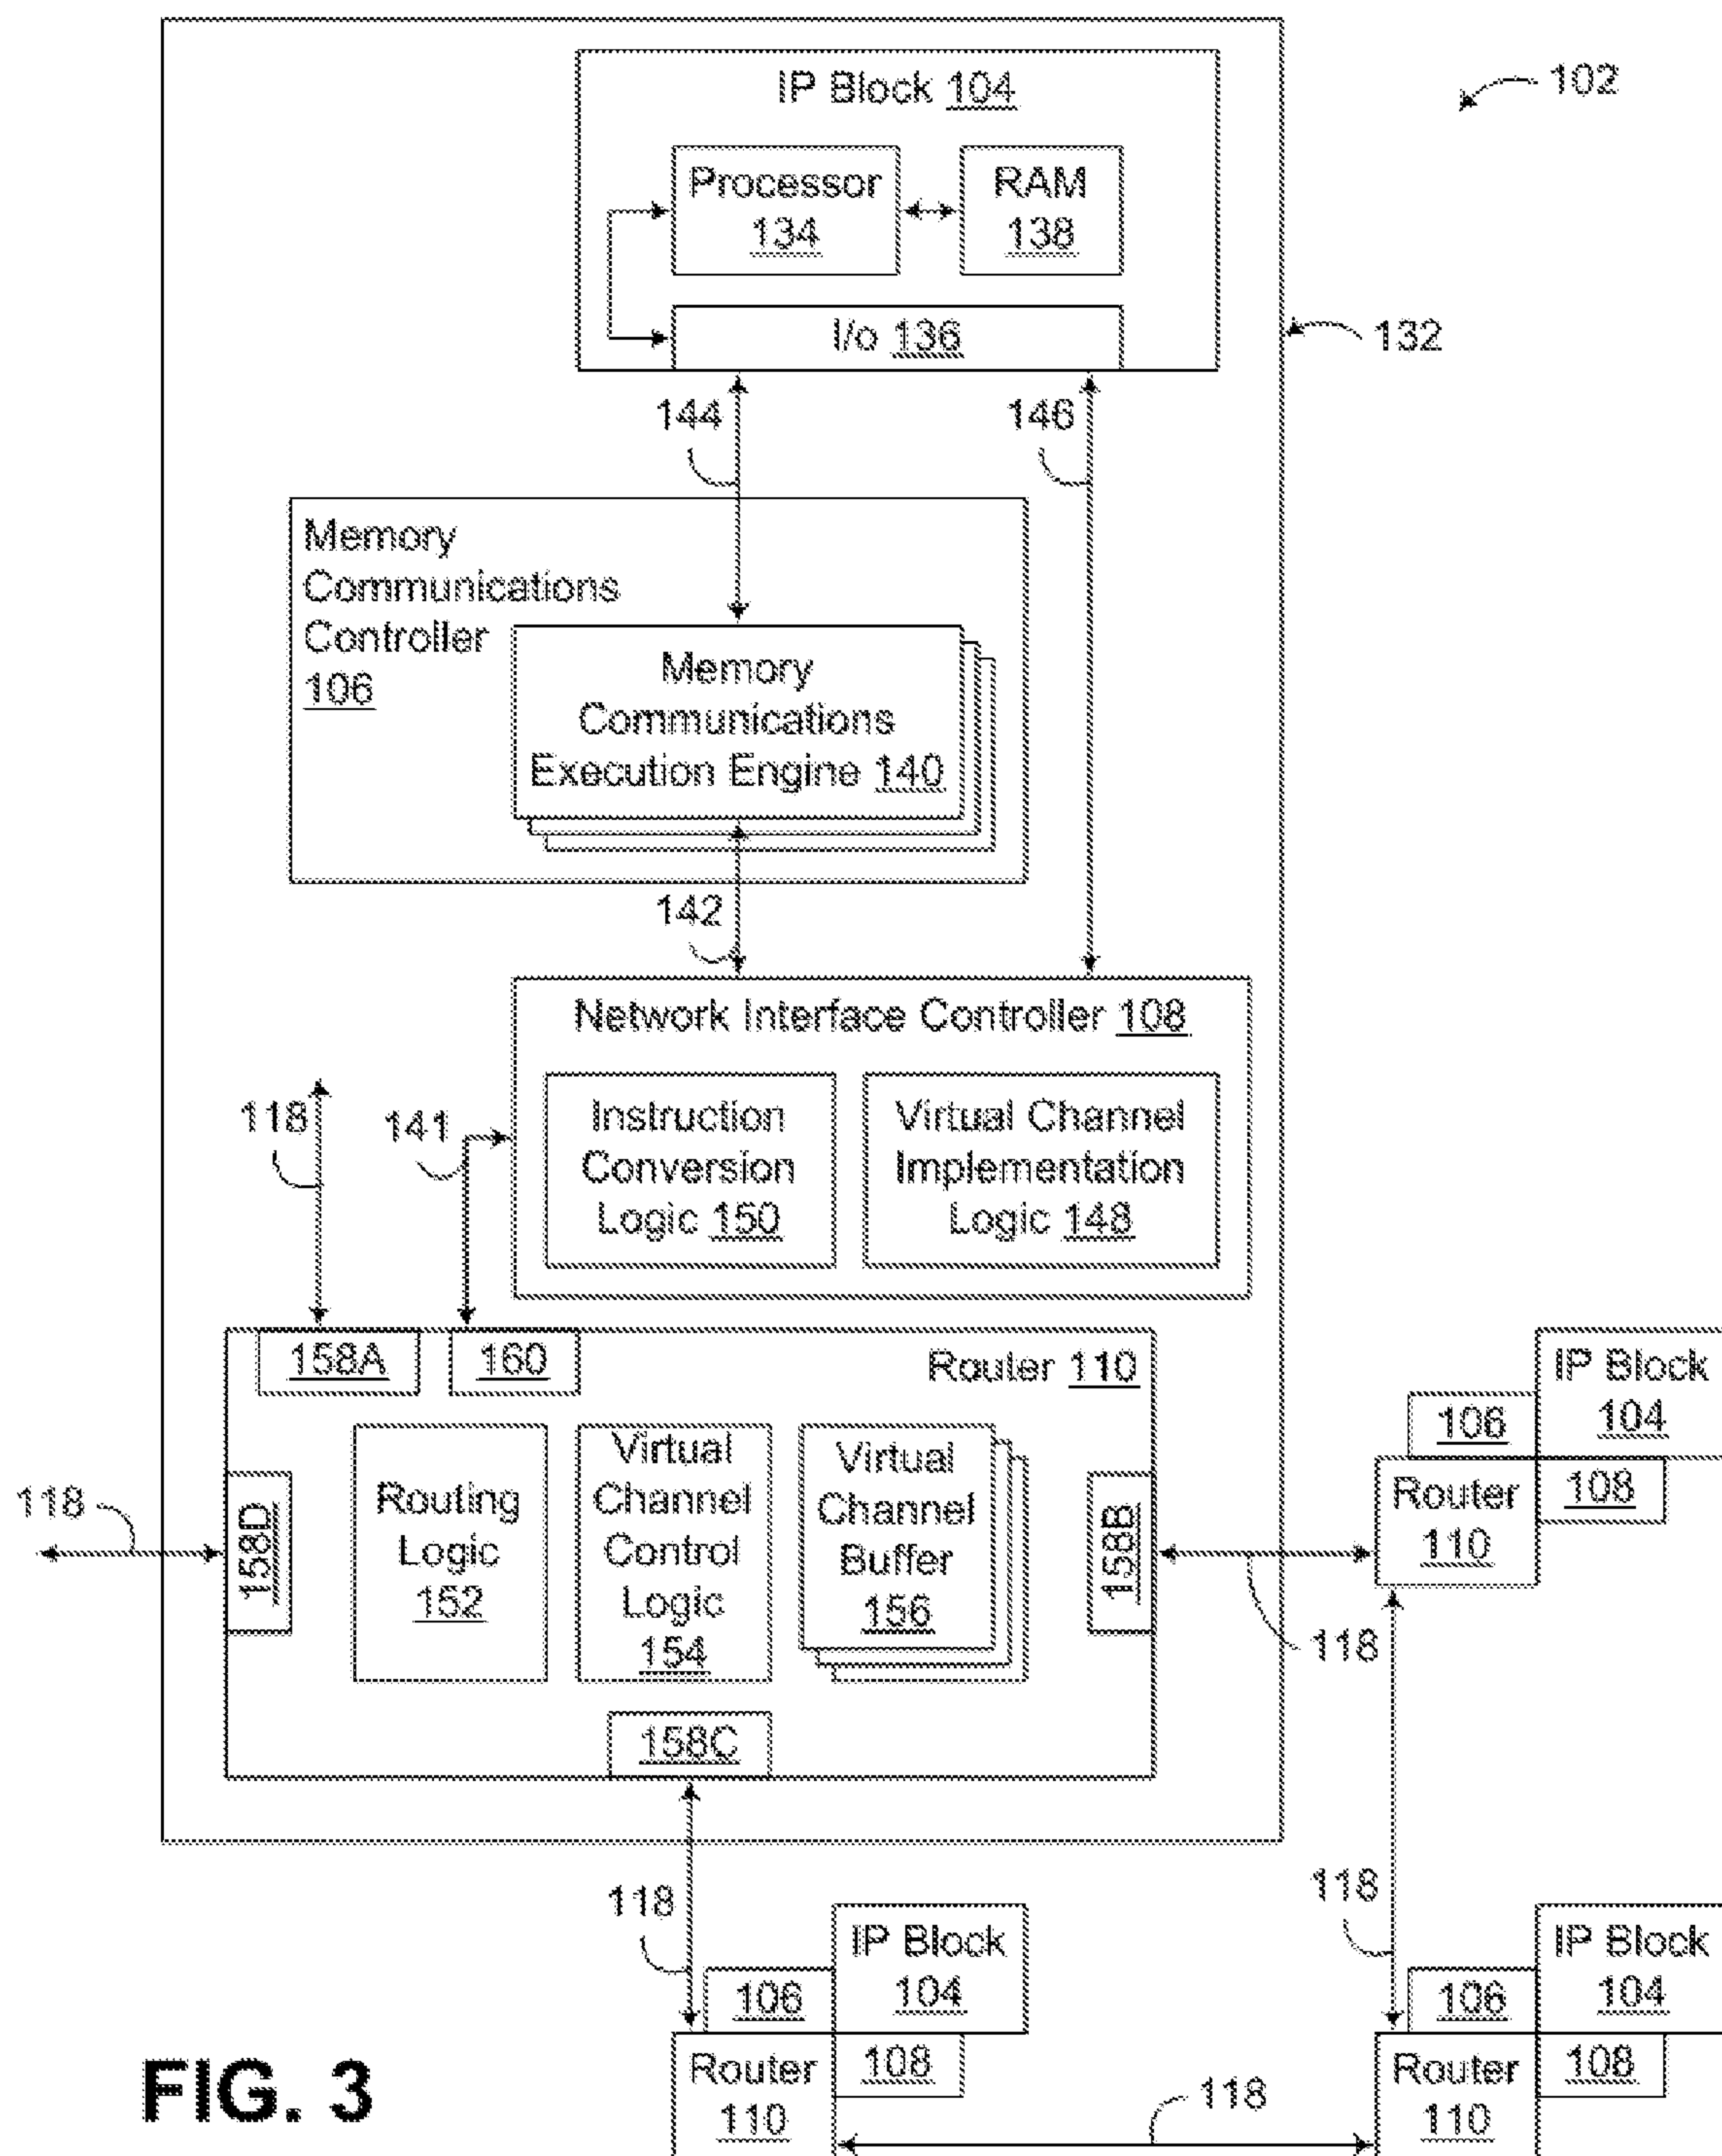 IP Block 104
102
Processor
134
RAM
138
I/o 136
132
144
146
Memory
Communications
Controller
106
Memory
Communications
Execution Engine 140
142
Network Interface Controller 108
118
141
Instruction
Conversion
Logic 150
Virtual Channel
Implementation
Logic 148
158A
160
Router 110
IP Block
104
106
Router
110
108
118
158D
Routing
Logic
152
Virtual
Channel
Control
Logic
154
Virtual
Channel
Buffer
156
158B
118
158C
118
118
IP Block
104
106
Router
110
108
IP Block
104
106
Router
110
108
118
FIG. 3